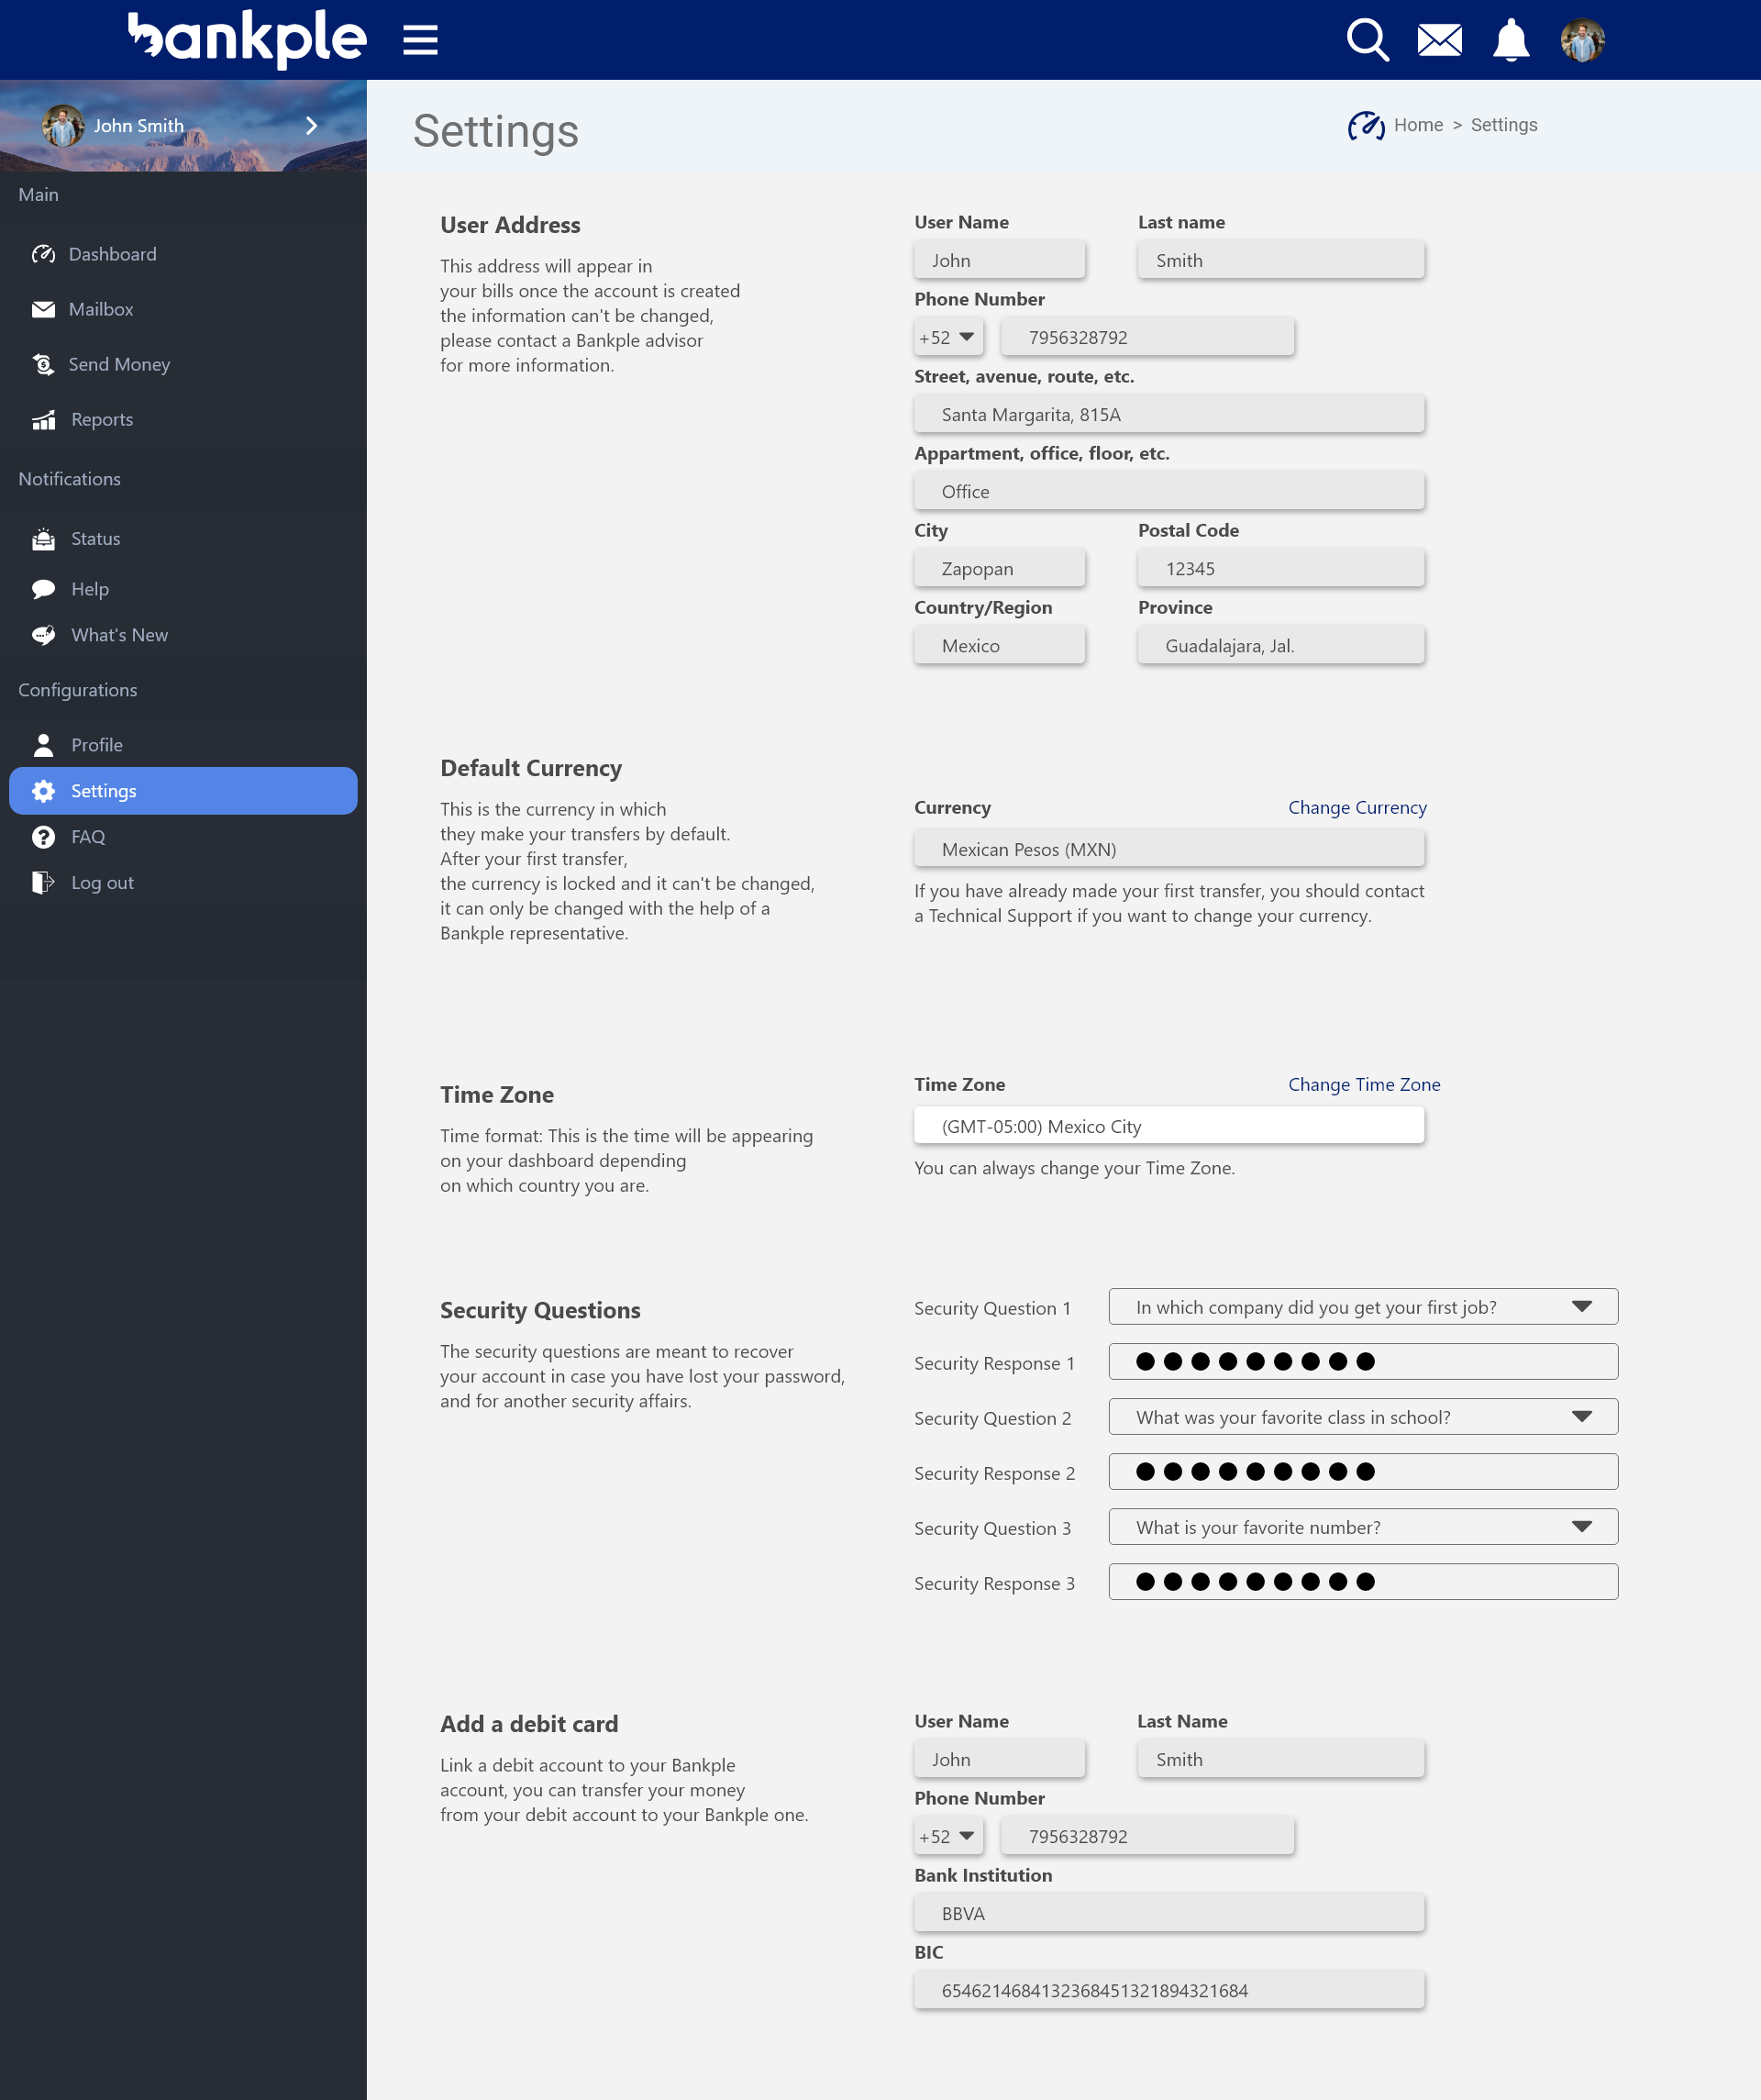 bankple
John Smith
Main
Dashboard
Mailbox
Send Money
Reports
Notifications
Status
Help
What's New
Configurations
Profile
Settings
FAQ
Log out
Settings
Home > Settings
User Address
This address will appear in
your bills once the account is created
the information can't be changed,
please contact a Bankple advisor
for more information.
User Name
Last name
John
Smith
Phone Number
+52
7956328792
Street, avenue, route, etc.
Santa Margarita, 815A
Appartment, office, floor, etc.
Office
City
Postal Code
Zapopan
12345
Country/Region
Province
Mexico
Guadalajara, Jal.
Default Currency
This is the currency in which
they make your transfers by default.
After your first transfer,
the currency is locked and it can't be changed,
it can only be changed with the help of a
Bankple representative.
Currency
Change Currency
Mexican Pesos (MXN)
If you have already made your first transfer, you should contact
a Technical Support if you want to change your currency.
Time Zone
Time format: This is the time will be appearing
on your dashboard depending
on which country you are.
Time Zone
Change Time Zone
(GMT-05:00) Mexico City
You can always change your Time Zone.
Security Questions
The security questions are meant to recover
your account in case you have lost your password,
and for another security affairs.
Security Question 1
In which company did you get your first job?
Security Response 1
Security Question 2
What was your favorite class in school?
Security Response 2
Security Question 3
What is your favorite number?
Security Response 3
Add a debit card
Link a debit account to your Bankple
account, you can transfer your money
from your debit account to your Bankple one.
User Name
Last Name
John
Smith
Phone Number
+52
7956328792
Bank Institution
BBVA
BIC
6546214684132368451321894321684